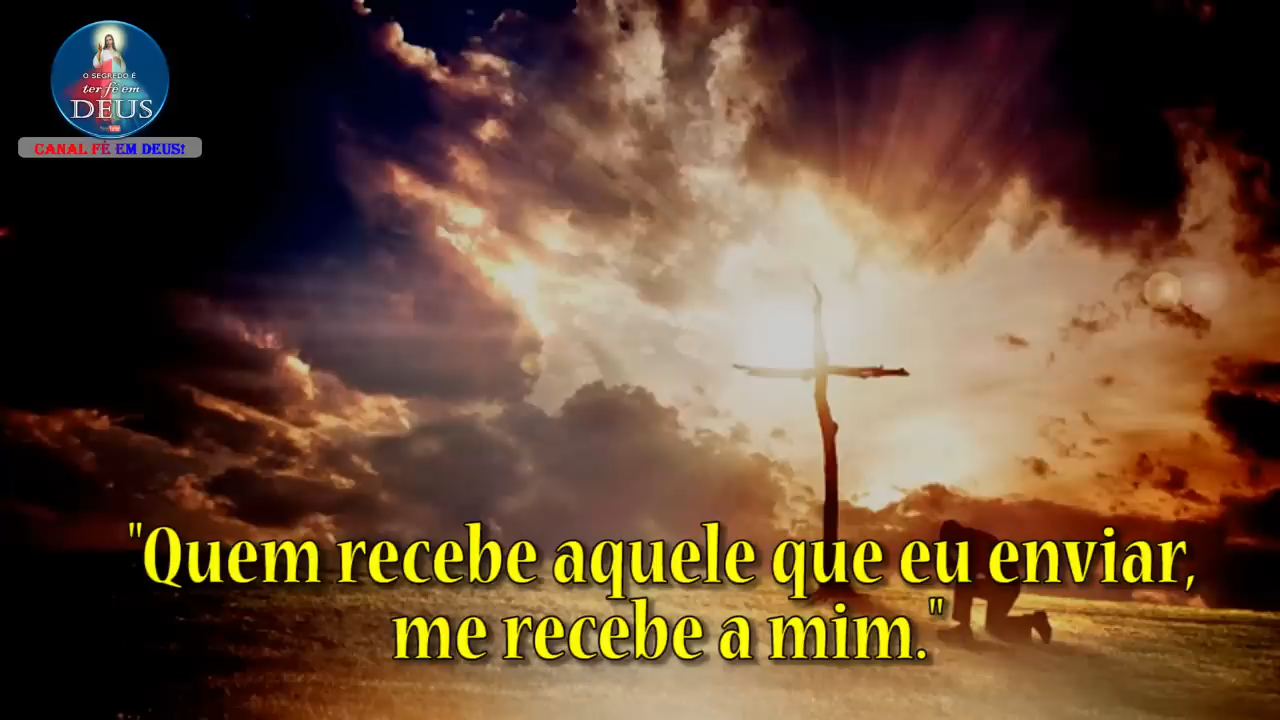 O SEGREDO É
ter fé em
DEUS
CANAL FÉ EM DEUS!
"Quem recebe aquele que eu enviar,
me recebe a mim."